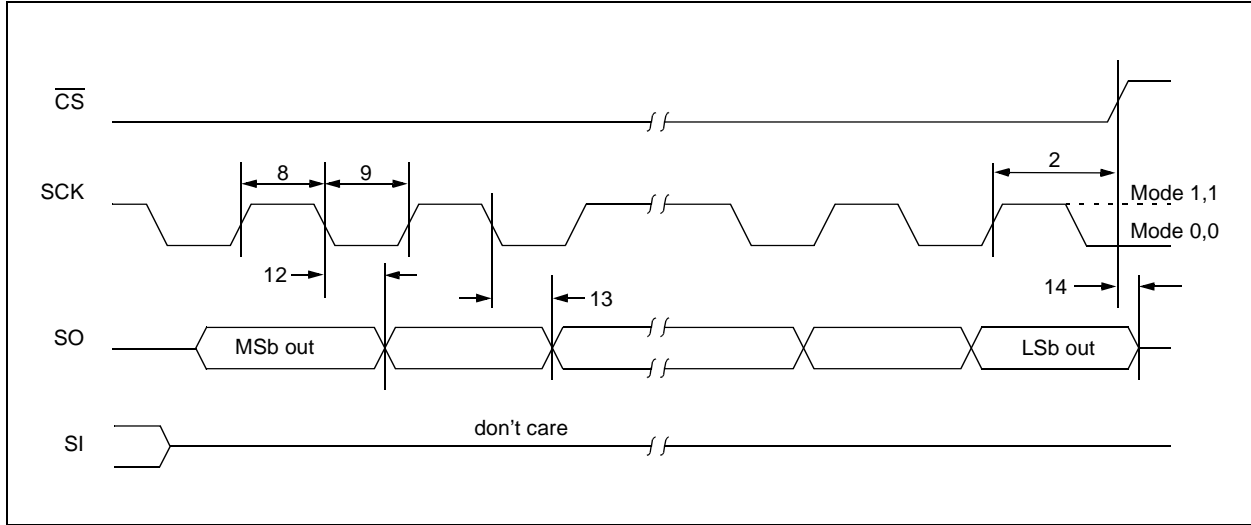 CS
2
8
9
SCK
Mode 1,1
Mode 0,0
12
13
14
SO
MSb out
LSb out
don't care
SI